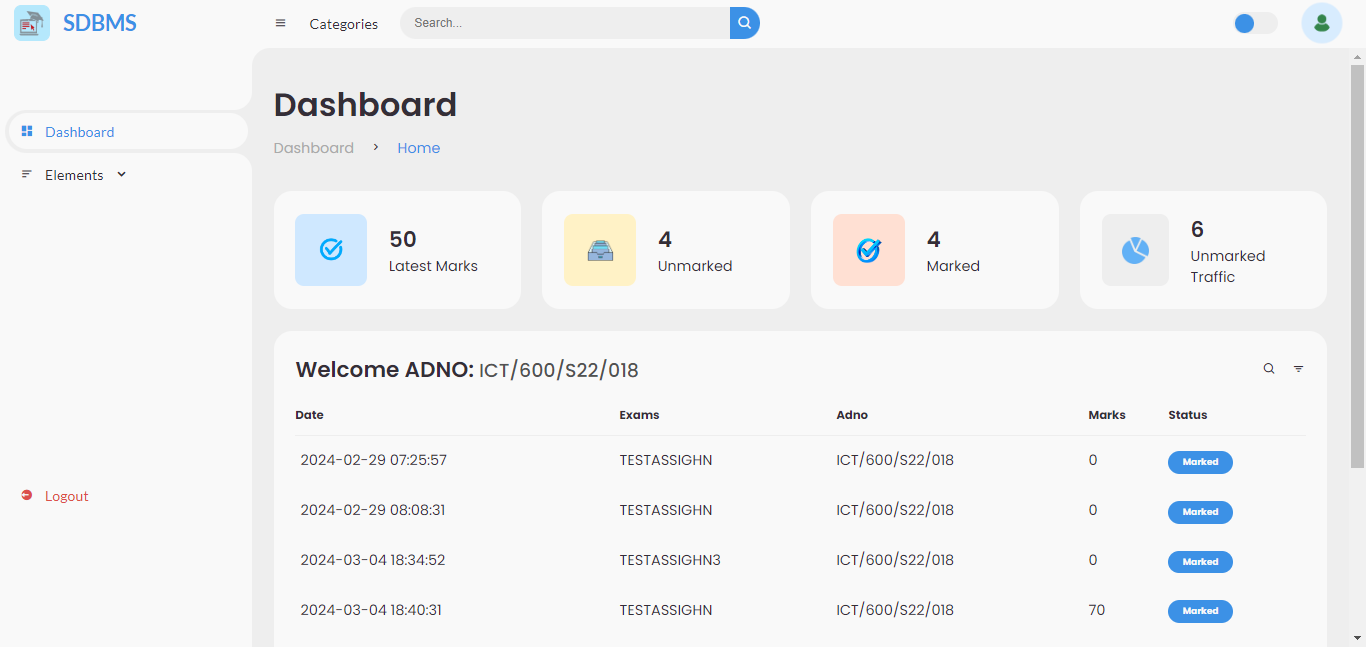 SDBMS
Categories
Search...
Dashboard
Elements
Logout
Dashboard
Dashboard > Home
50
Latest Marks
4
Unmarked
4
Marked
6
Unmarked
Traffic
Welcome ADNO: ICT/600/S22/018
Date Exams Adno Marks Status
2024-02-29 07:25:57 TESTASSIGHN ICT/600/S22/018 0 Marked
2024-02-29 08:08:31 TESTASSIGHN ICT/600/S22/018 0 Marked
2024-03-04 18:34:52 TESTASSIGHN3 ICT/600/S22/018 0 Marked
2024-03-04 18:40:31 TESTASSIGHN ICT/600/S22/018 70 Marked